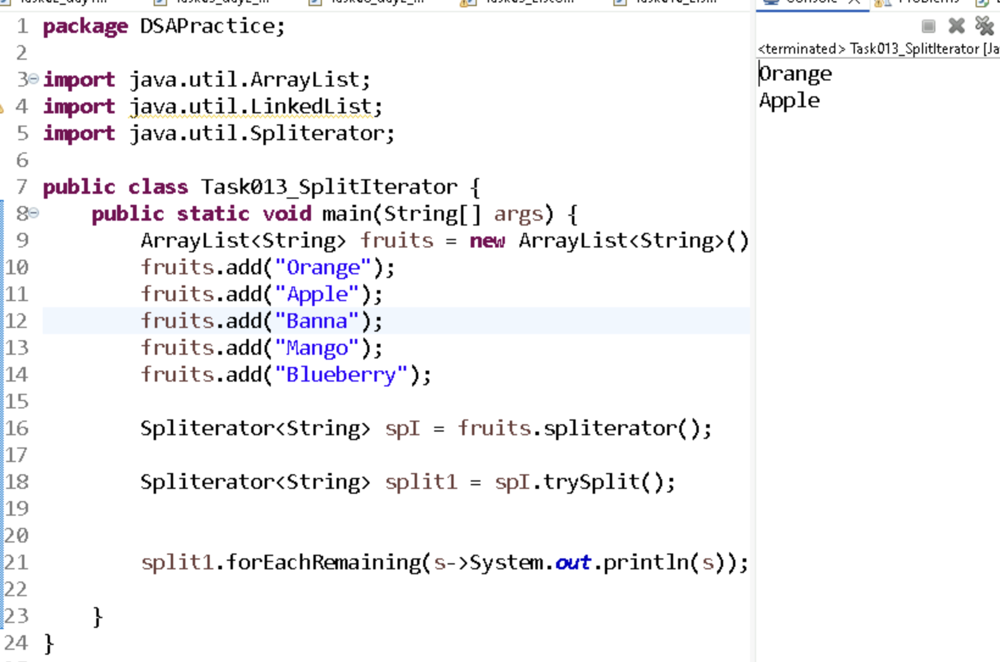 package DSAPractice;
import java.util.ArrayList;
import java.util.LinkedList;
import java.util.Spliterator;
public class Task013_SplitIterator {
public static void main(String[] args) {
ArrayList<String> fruits = new ArrayList<String>()
fruits.add("Orange");
fruits.add("Apple");
fruits.add("Banna");
fruits.add("Mango");
fruits.add("Blueberry");
Spliterator<String> spI = fruits.spliterator();
Spliterator<String> split1 = spI.trySplit();
split1.forEachRemaining(s->System.out.println(s));
}
}
1
2
3
4
5
6
7
8
9
10
11
12
13
14
15
16
17
18
19
20
21
22
23
24
Console
Problems
<terminated> Task013_SplitIterator [Ja
Orange
Apple